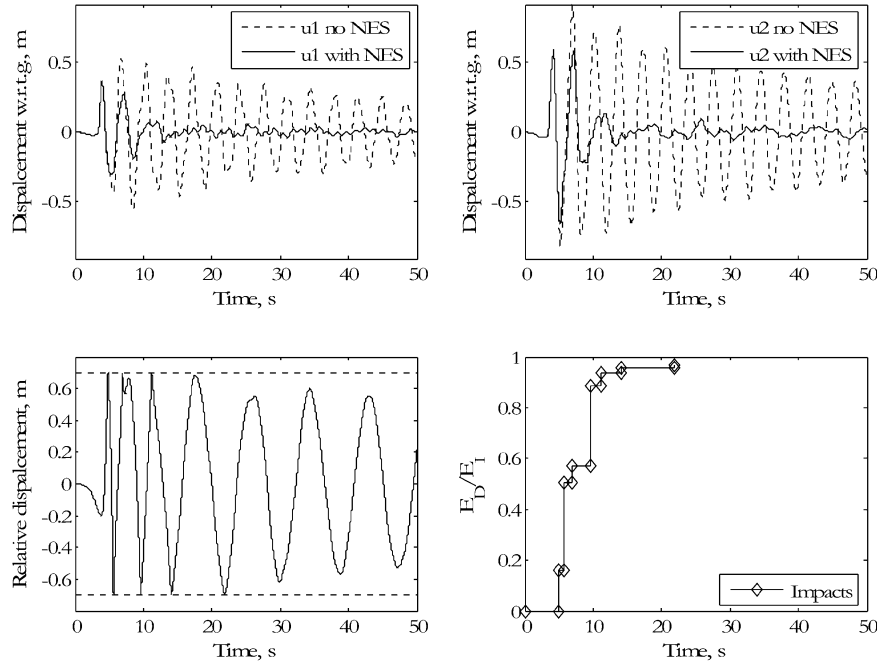 Dispalcement w.r.t.g, m
0.5
0
-0.5
0 10 20 30 40 50
Time, s
u1 no NES
u1 with NES
Dispalcement w.r.t.g, m
0.5
0
-0.5
0 10 20 30 40 50
Time, s
u2 no NES
u2 with NES
Relative dispalcement, m
0.6
0.4
0.2
0
-0.2
-0.4
-0.6
0 10 20 30 40 50
Time, s
E_D/E_I
1
0.8
0.6
0.4
0.2
0
0 10 20 30 40 50
Time, s
Impacts